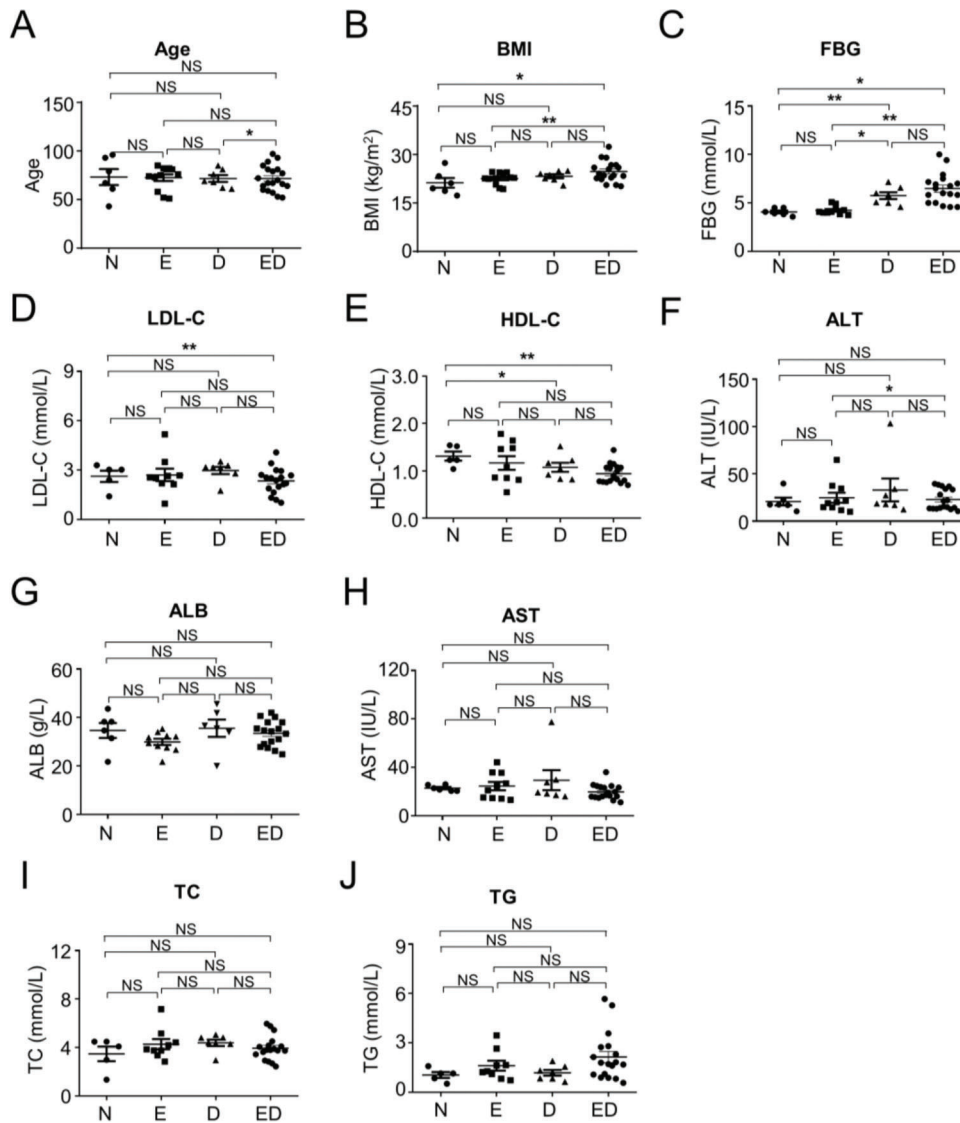 A
Age
NS
NS
NS
NS NS *
150
100
50
0
Age
N E D ED
B
BMI
*
NS
**
NS NS NS
45
30
15
0
BMI (kg/m²)
N E D ED
C
FBG
*
**
**
NS * NS
15
10
5
0
FBG (mmol/L)
N E D ED
D
LDL-C
**
NS
NS
NS NS NS
9
6
3
0
LDL-C (mmol/L)
N E D ED
E
HDL-C
**
*
NS
NS NS NS
3.0
2.0
1.0
0.0
HDL-C (mmol/L)
N E D ED
F
ALT
NS
NS
*
NS NS NS
150
100
50
0
ALT (IU/L)
N E D ED
G
ALB
NS
NS
NS
NS NS NS
60
40
20
0
ALB (g/L)
N E D ED
H
AST
NS
NS
NS
NS NS NS
120
80
40
0
AST (IU/L)
N E D ED
I
TC
NS
NS
NS
NS NS NS
12
8
4
0
TC (mmol/L)
N E D ED
J
TG
NS
NS
NS
NS NS NS
9
6
3
0
TG (mmol/L)
N E D ED